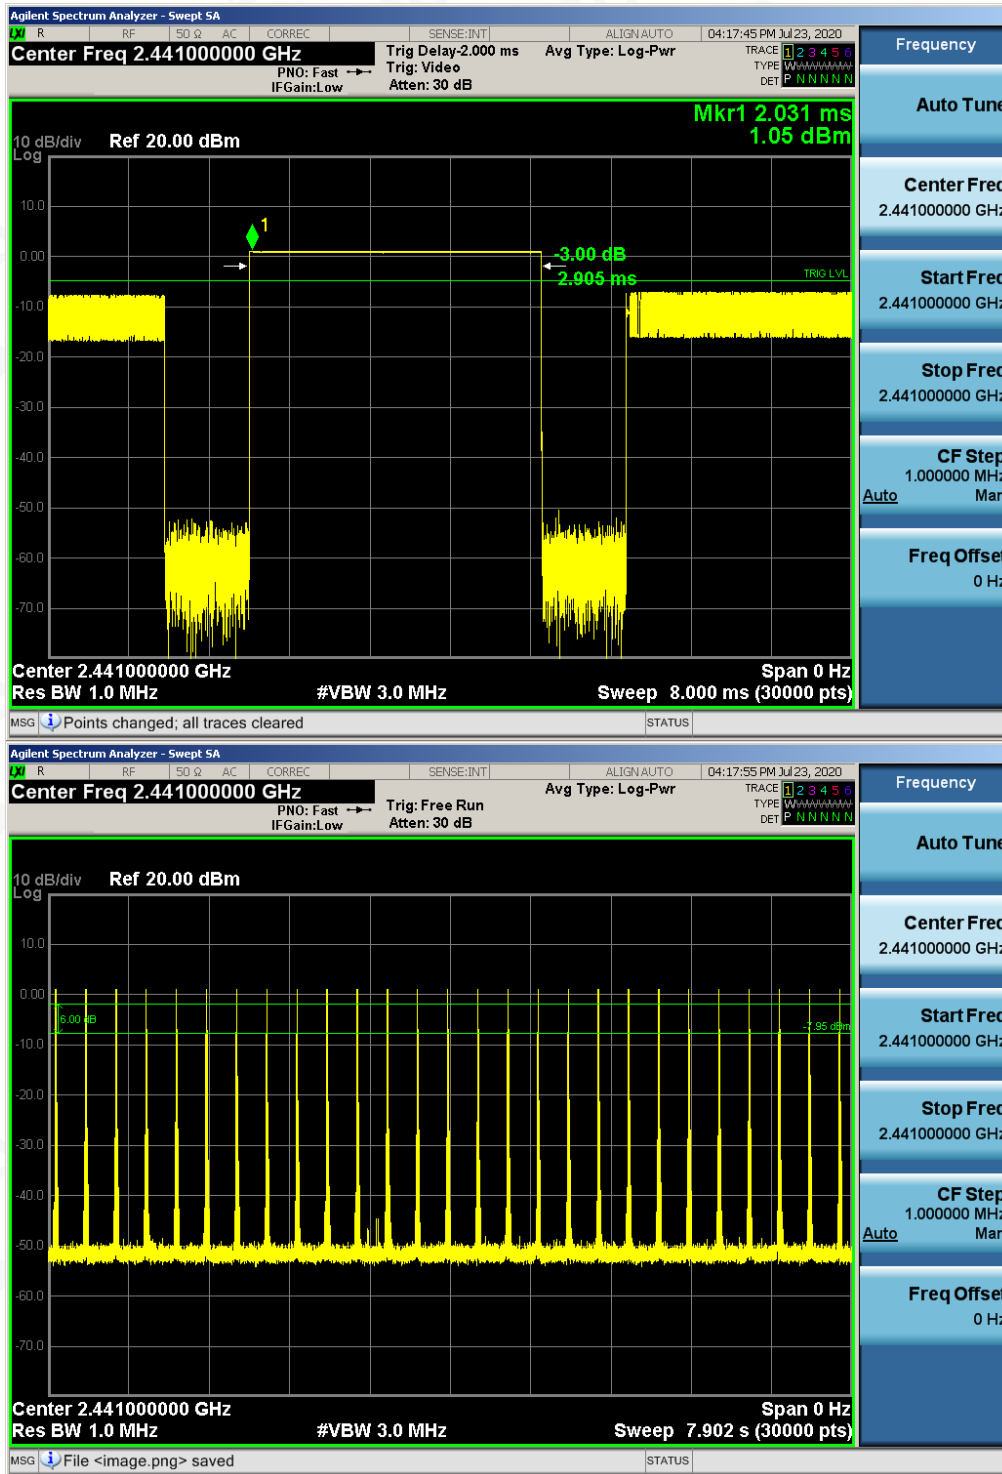 Agilent Spectrum Analyzer - Swept SA
LXI R RF 50 Ω AC CORREC SENSE:INT ALIGN AUTO 04:17:45 PM Jul 23, 2020
Center Freq 2.441000000 GHz
PNO: Fast
IFGain:Low
Trig Delay-2.000 ms
Trig: Video
Atten: 30 dB
Avg Type: Log-Pwr
TRACE 1 2 3 4 5 6
TYPE W
DET P N N N N N
Frequency
Mkr1 2.031 ms
1.05 dBm
10 dB/div Ref 20.00 dBm
Log
10.0
0.00
-10.0
-20.0
-30.0
-40.0
-50.0
-60.0
-70.0
1
-3.00 dB
2.905 ms
TRIG LVL
Auto Tune
Center Freq
2.441000000 GHz
Start Freq
2.441000000 GHz
Stop Freq
2.441000000 GHz
CF Step
1.000000 MHz
Auto Man
Freq Offset
0 Hz
Center 2.441000000 GHz Span 0 Hz
Res BW 1.0 MHz #VBW 3.0 MHz Sweep 8.000 ms (30000 pts)
MSG Points changed; all traces cleared STATUS
Agilent Spectrum Analyzer - Swept SA
LXI R RF 50 Ω AC CORREC SENSE:INT ALIGN AUTO 04:17:55 PM Jul 23, 2020
Center Freq 2.441000000 GHz
PNO: Fast
IFGain:Low
Trig: Free Run
Atten: 30 dB
Avg Type: Log-Pwr
TRACE 1 2 3 4 5 6
TYPE W
DET P N N N N N
Frequency
10 dB/div Ref 20.00 dBm
Log
10.0
0.00
-10.0
-20.0
-30.0
-40.0
-50.0
-60.0
-70.0
6.00 dB
-7.95 dBm
Auto Tune
Center Freq
2.441000000 GHz
Start Freq
2.441000000 GHz
Stop Freq
2.441000000 GHz
CF Step
1.000000 MHz
Auto Man
Freq Offset
0 Hz
Center 2.441000000 GHz Span 0 Hz
Res BW 1.0 MHz #VBW 3.0 MHz Sweep 7.902 s (30000 pts)
MSG File <image.png> saved STATUS